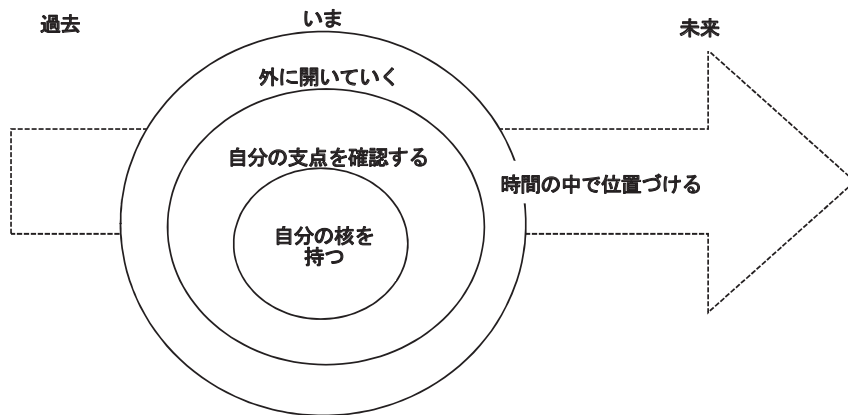 過去
いま
未来
外に開いていく
自分の支点を確認する
時間の中で位置づける
自分の核を
持つ